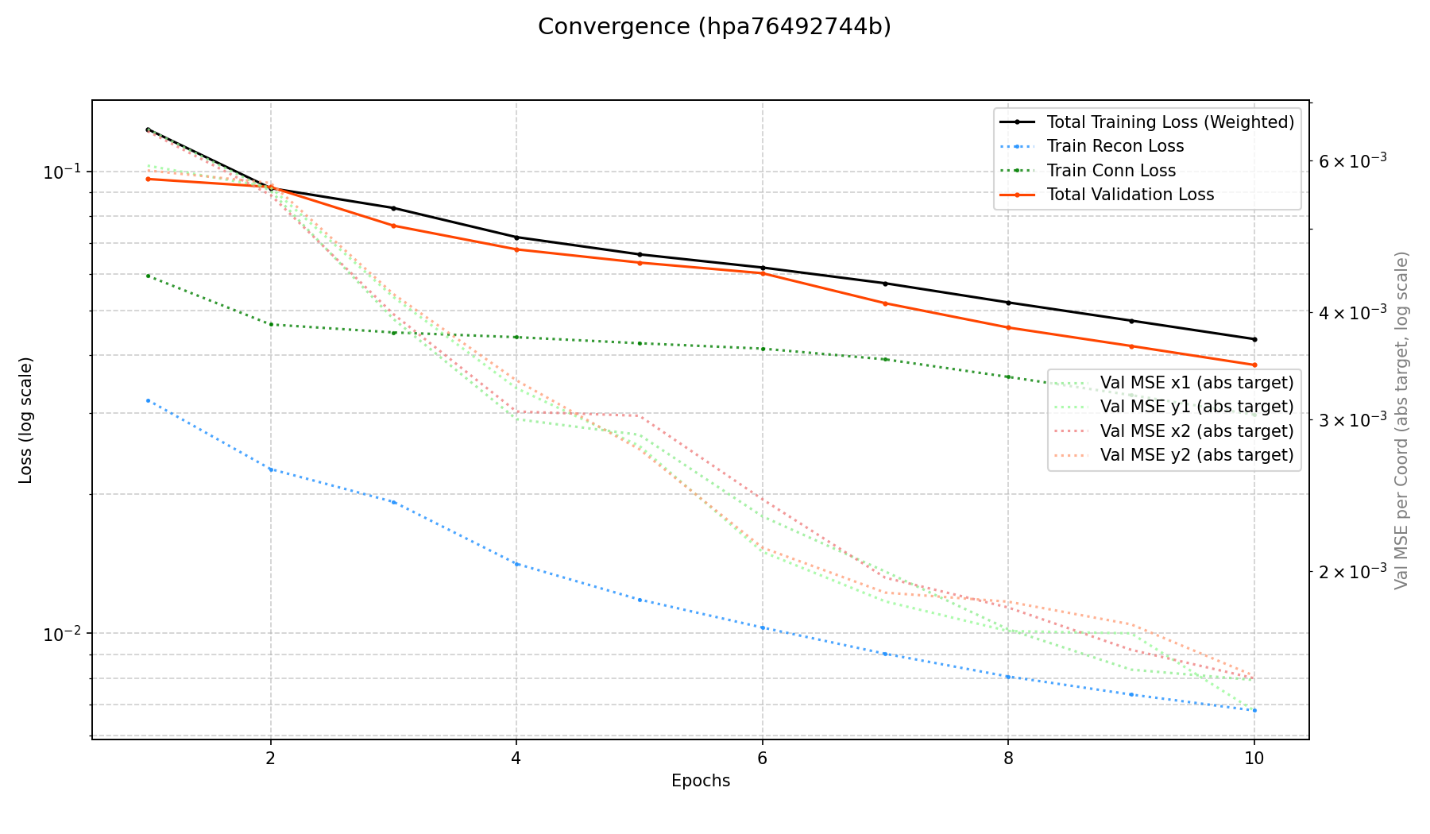 Convergence (hpa76492744b)
Loss (log scale)
10⁻¹
10⁻²
Total Training Loss (Weighted)
Train Recon Loss
Train Conn Loss
Total Validation Loss
Val MSE x1 (abs target)
Val MSE y1 (abs target)
Val MSE x2 (abs target)
Val MSE y2 (abs target)
6 × 10⁻³
4 × 10⁻³
3 × 10⁻³
2 × 10⁻³
Val MSE per Coord (abs target, log scale)
2 4 6 8 10
Epochs